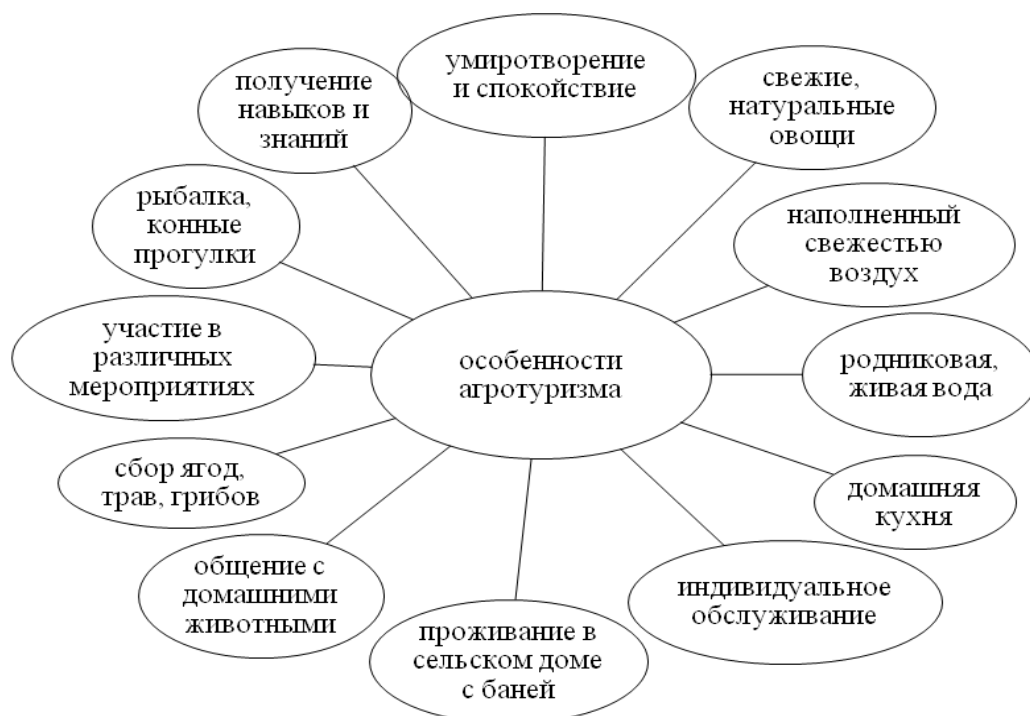 умиротворение
и спокойствие
свежие,
натуральные
овощи
наполненный
свежестью
воздух
родниковая,
живая вода
домашняя
кухня
индивидуальное
обслуживание
проживание в
сельском доме
с баней
общение с
домашними
животными
сбор ягод,
трав, грибов
участие в
различных
мероприятиях
рыбалка,
конные
прогулки
получение
навыков и
знаний
особенности
агротуризма